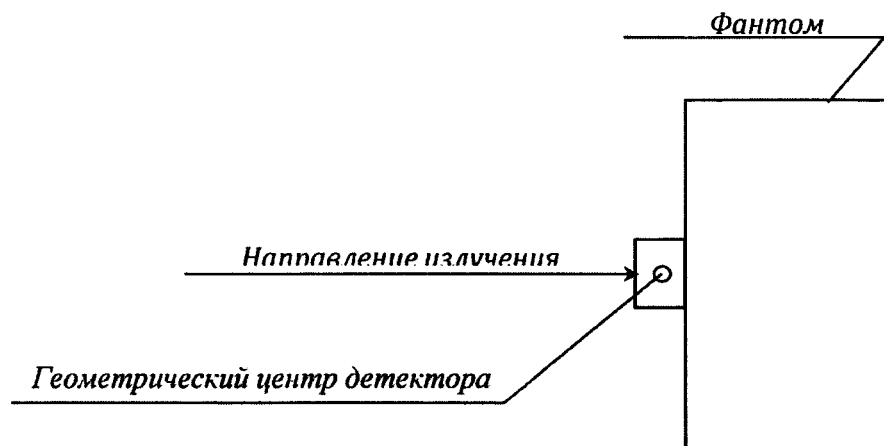 Фантом
Направление излучения
Геометрический центр детектора